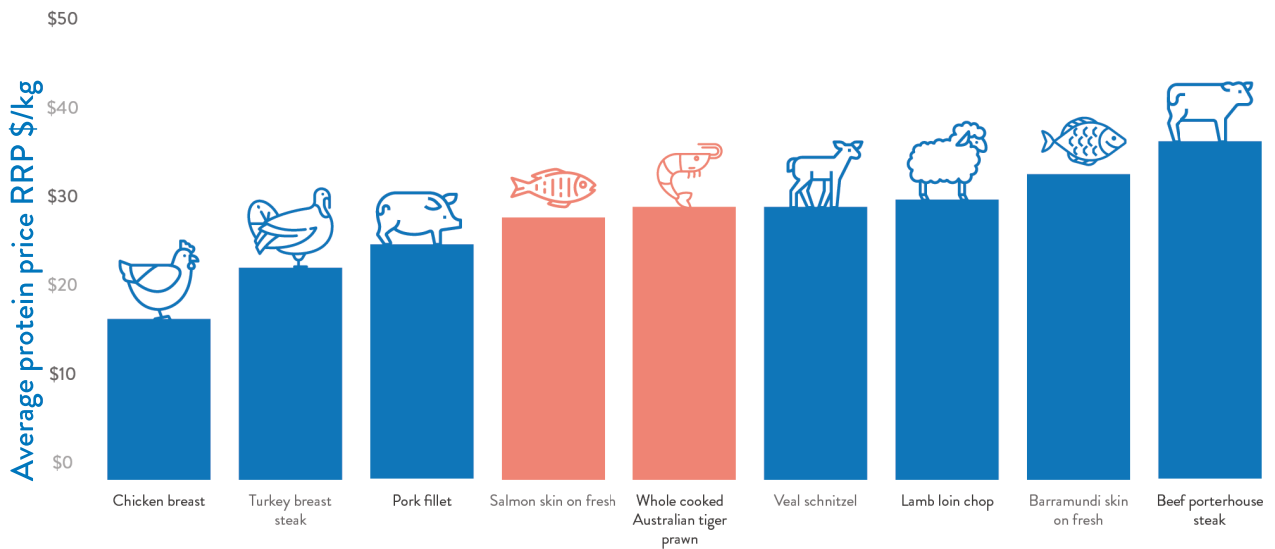 $50
$40
$30
$20
$10
$0
Average protein price RRP $/kg
Chicken breast
Turkey breast
steak
Pork fillet
Salmon skin on fresh
Whole cooked
Australian tiger
prawn
Veal schnitzel
Lamb loin chop
Barramundi skin
on fresh
Beef porterhouse
steak